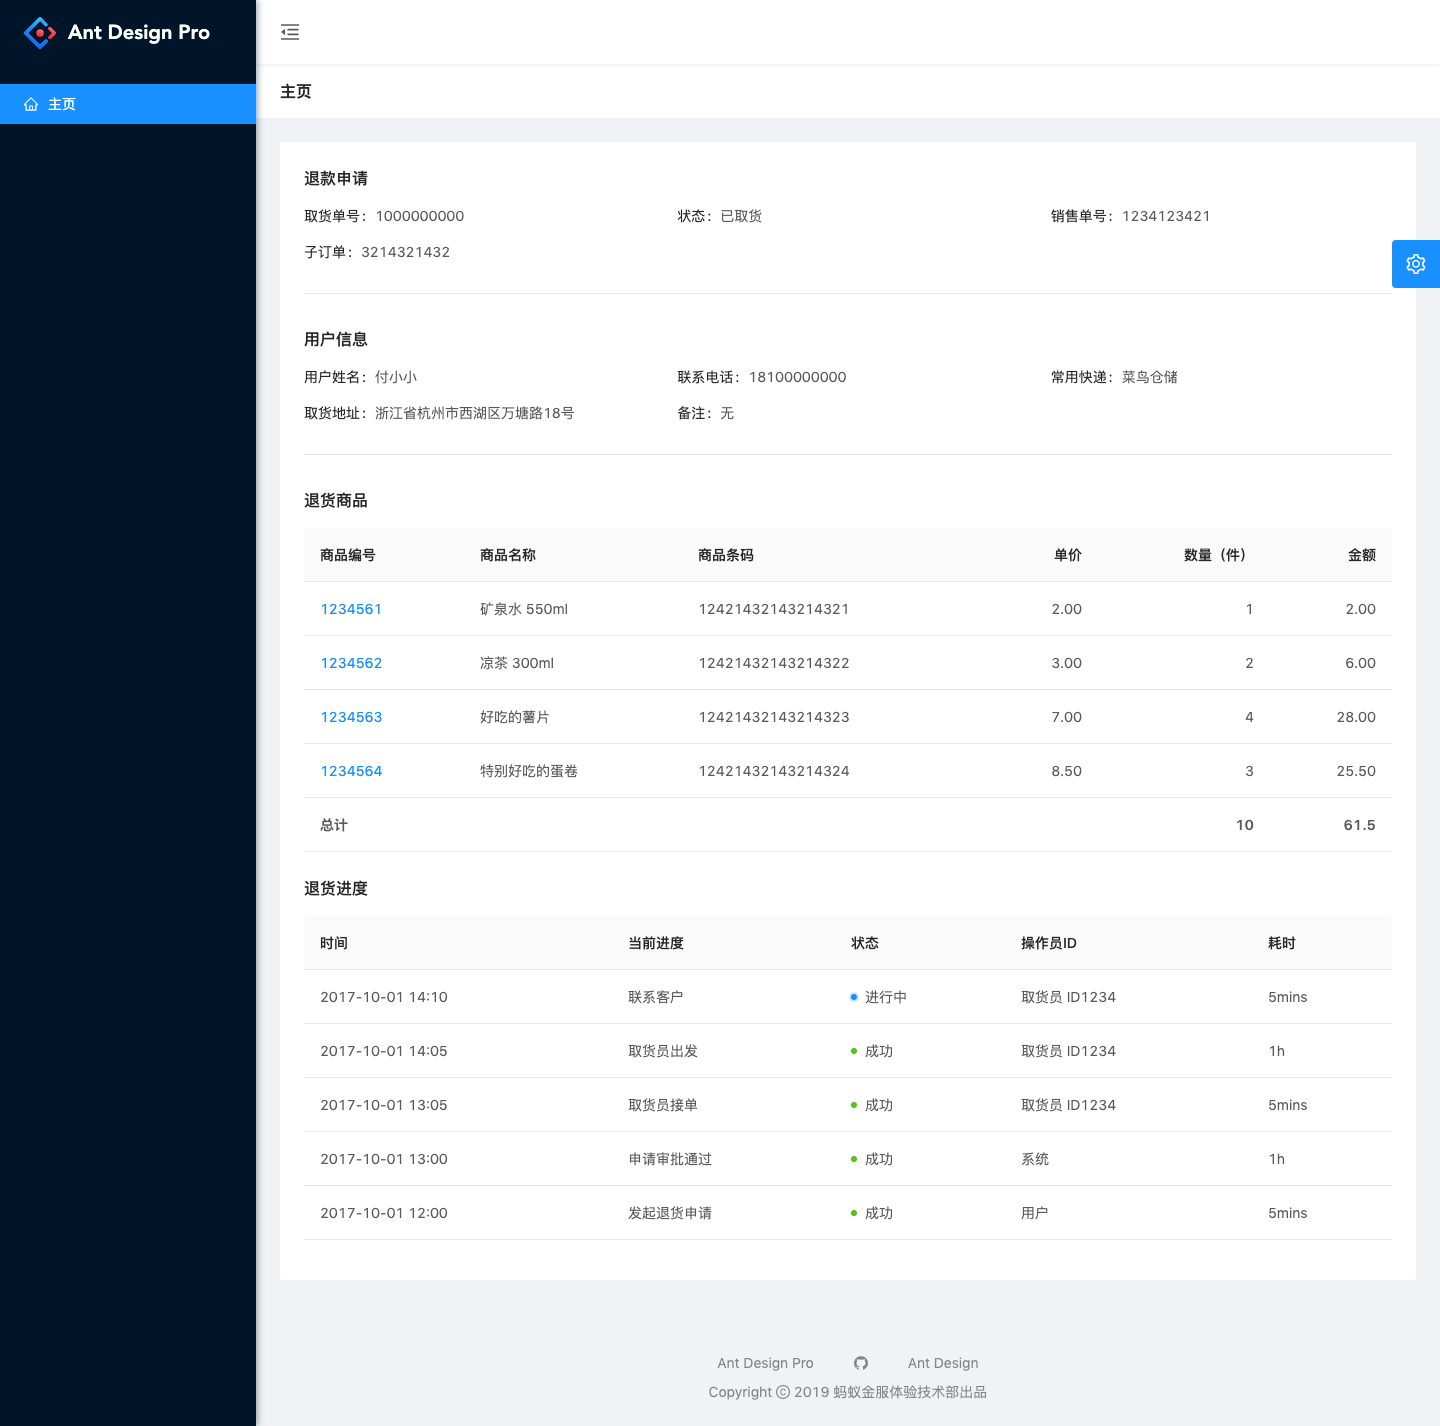 Ant Design Pro
主页
主页
退款申请
取货单号：1000000000 状态：已取货 销售单号：1234123421
子订单：3214321432
用户信息
用户姓名：付小小 联系电话：18100000000 常用快递：菜鸟仓储
取货地址：浙江省杭州市西湖区万塘路18号 备注：无
退货商品
商品编号 商品名称 商品条码 单价 数量（件） 金额
1234561 矿泉水 550ml 12421432143214321 2.00 1 2.00
1234562 凉茶 300ml 12421432143214322 3.00 2 6.00
1234563 好吃的薯片 12421432143214323 7.00 4 28.00
1234564 特别好吃的蛋卷 12421432143214324 8.50 3 25.50
总计 10 61.5
退货进度
时间 当前进度 状态 操作员ID 耗时
2017-10-01 14:10 联系客户 进行中 取货员 ID1234 5mins
2017-10-01 14:05 取货员出发 成功 取货员 ID1234 1h
2017-10-01 13:05 取货员接单 成功 取货员 ID1234 5mins
2017-10-01 13:00 申请审批通过 成功 系统 1h
2017-10-01 12:00 发起退货申请 成功 用户 5mins
Ant Design Pro Ant Design
Copyright © 2019 蚂蚁金服体验技术部出品